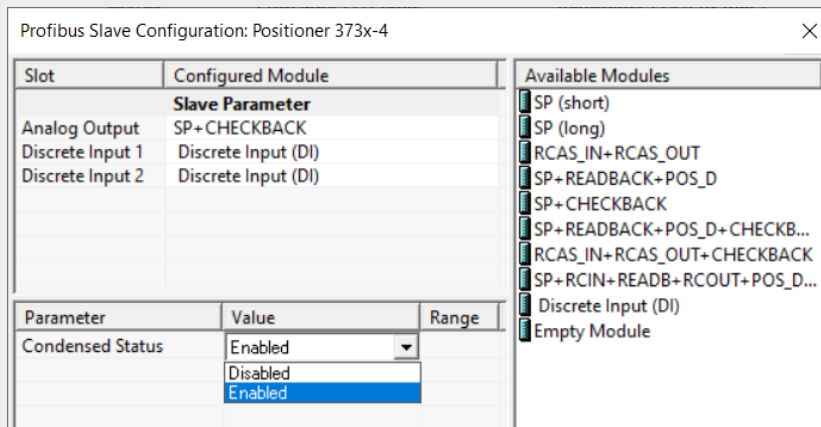 Profibus Slave Configuration: Positioner 373x-4
Slot Configured Module
Slave Parameter
Analog Output SP+CHECKBACK
Discrete Input 1 Discrete Input (DI)
Discrete Input 2 Discrete Input (DI)
Parameter Value Range
Condensed Status Enabled
Disabled
Enabled
Available Modules
SP (short)
SP (long)
RCAS_IN+RCAS_OUT
SP+READBACK+POS_D
SP+CHECKBACK
SP+READBACK+POS_D+CHECKB...
RCAS_IN+RCAS_OUT+CHECKBACK
SP+RCIN+READB+RCOUT+POS_D...
Discrete Input (DI)
Empty Module